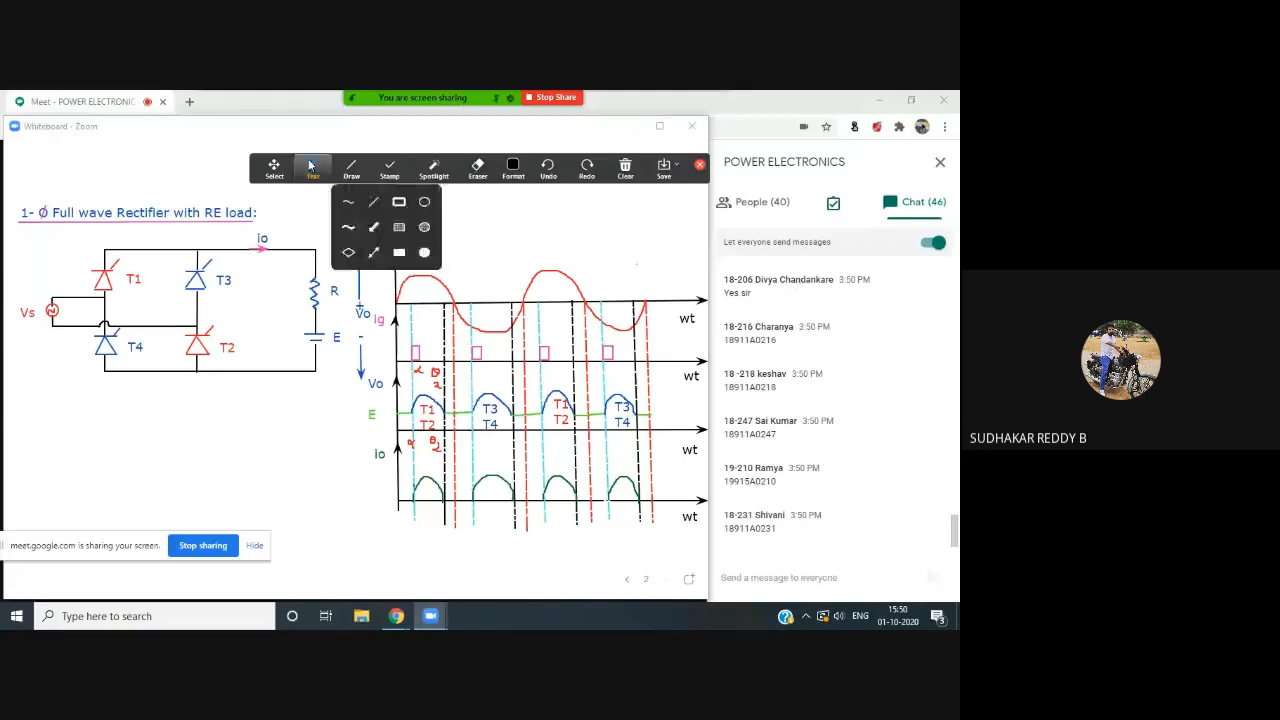 Meet - POWER ELECTRONIC
You are screen sharing
Stop Share
Whiteboard - Zoom
Select
Text
Draw
Stamp
Spotlight
Eraser
Format
Undo
Redo
Clear
Save
1- Ø Full wave Rectifier with RE load:
io
T1
T3
R
Vs
E
T4
T2
+
Vo
-
ig
wt
α
θ2
wt
Vo
E
T1
T2
T3
T4
T1
T2
T3
T4
α
θ2
wt
io
wt
meet.google.com is sharing your screen.
Stop sharing
Hide
2
POWER ELECTRONICS
People (40)
Chat (46)
Let everyone send messages
18-206 Divya Chandankare 3:50 PM
Yes sir
18-216 Charanya 3:50 PM
18911A0216
18 -218 keshav 3:50 PM
18911A0218
18-247 Sai Kumar 3:50 PM
18911A0247
19-210 Ramya 3:50 PM
19915A0210
18-231 Shivani 3:50 PM
18911A0231
Send a message to everyone
SUDHAKAR REDDY B
Type here to search
ENG
15:50
01-10-2020
3